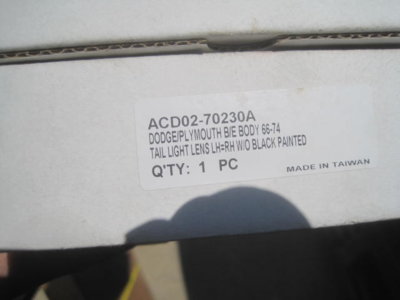 ACD02-70230A
DODGE/PLYMOUTH B/E BODY 66-74
TAIL LIGHT LENS LH=RH W/O BLACK PAINTED
Q'TY: 1 PC
MADE IN TAIWAN